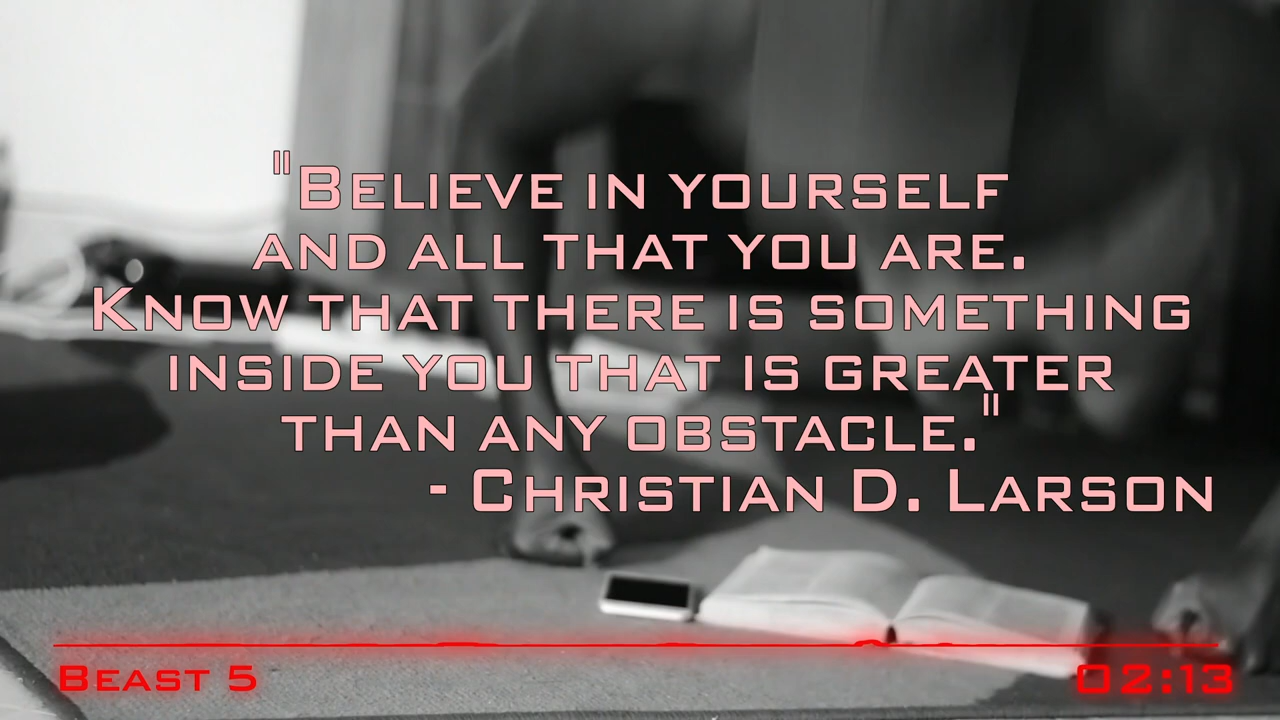 "Believe in yourself
and all that you are.
Know that there is something
inside you that is greater
than any obstacle."
- Christian D. Larson
Beast 5
02:13